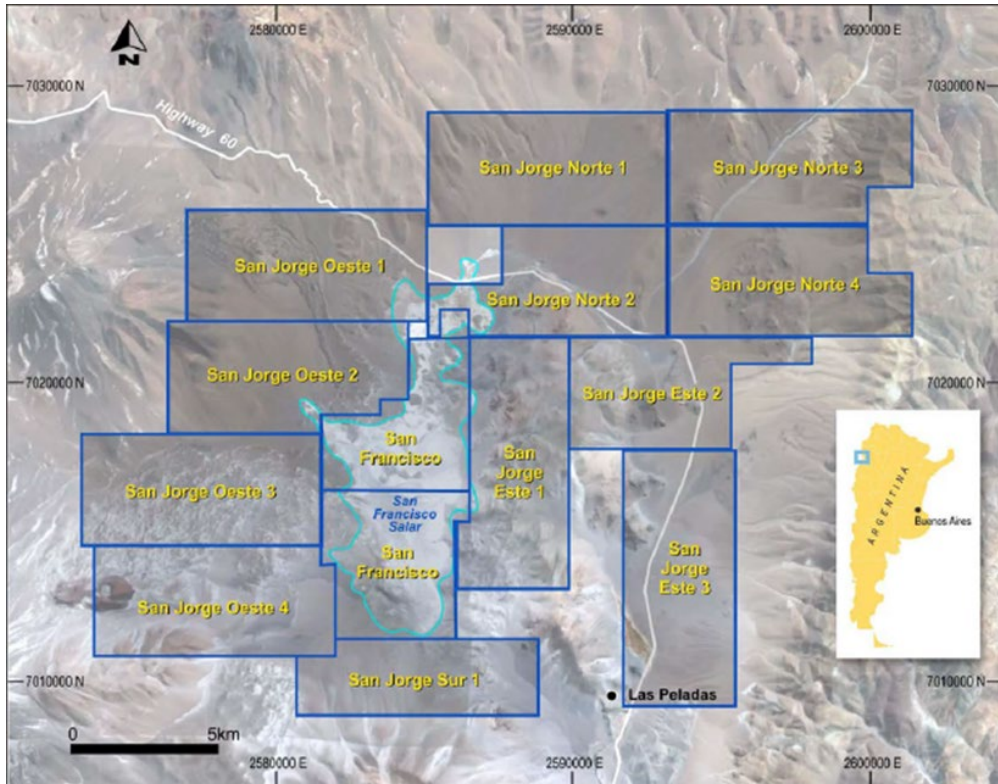 2580000 E
2590000 E
2600000 E
N
7030000 N
7030000 N
Highway 60
San Jorge Norte 1
San Jorge Norte 3
San Jorge Oeste 1
San Jorge Norte 4
San Jorge Norte 2
7020000 N
7020000 N
San Jorge Oeste 2
San Jorge Este 2
San
Francisco
San
Jorge
Este 1
San Jorge Oeste 3
San
Francisco
Salar
San
Francisco
ARGENTINA
Buenos Aires
San
Jorge
Este 3
San Jorge Oeste 4
San Jorge Sur 1
7010000 N
7010000 N
Las Peladas
0
5km
2580000 E
2590000 E
2600000 E